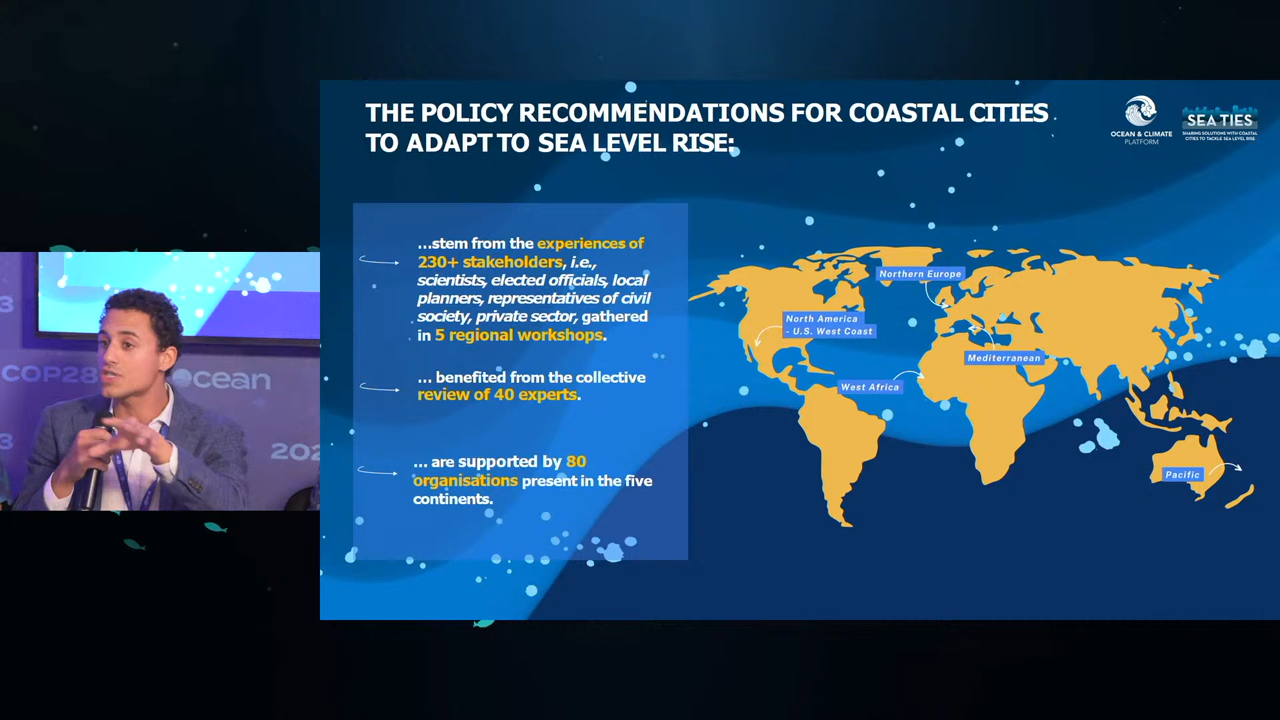 THE POLICY RECOMMENDATIONS FOR COASTAL CITIES
TO ADAPT TO SEA LEVEL RISE:
OCEAN & CLIMATE
PLATFORM
SEA TIES
SHARING SOLUTIONS WITH COASTAL
CITIES TO TACKLE SEA LEVEL RISE
...stem from the experiences of
230+ stakeholders, i.e.,
scientists, elected officials, local
planners, representatives of civil
society, private sector, gathered
in 5 regional workshops.
... benefited from the collective
review of 40 experts.
... are supported by 80
organisations present in the five
continents.
Northern Europe
North America
- U.S. West Coast
Mediterranean
West Africa
Pacific
COP28
ocean